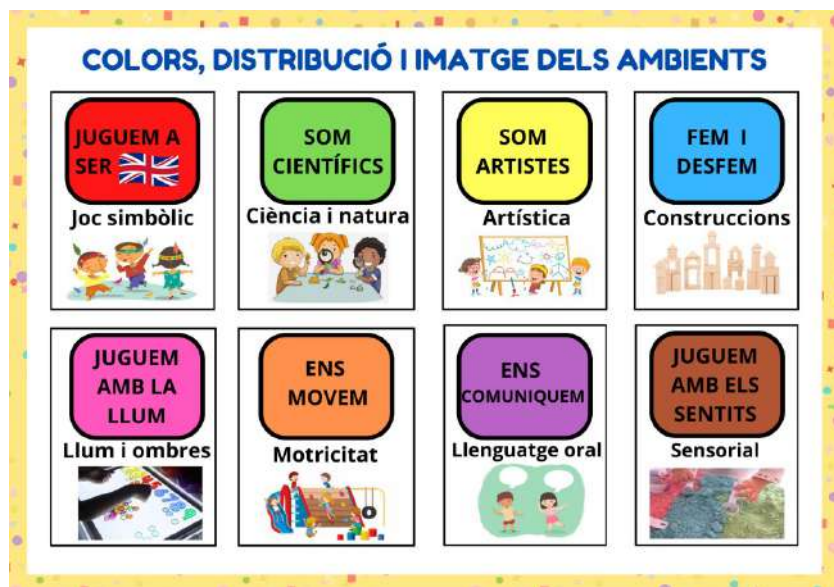 COLORS, DISTRIBUCIÓ I IMATGE DELS AMBIENTS
JUGUEM A
SER
Joc simbòlic
SOM
CIENTÍFICS
Ciència i natura
SOM
ARTISTES
Artística
FEM I
DESFEM
Construccions
JUGUEM
AMB LA
LLUM
Llum i ombres
ENS
MOVEM
Motricitat
ENS
COMUNIQUEM
Llenguatge oral
JUGUEM
AMB ELS
SENTITS
Sensorial